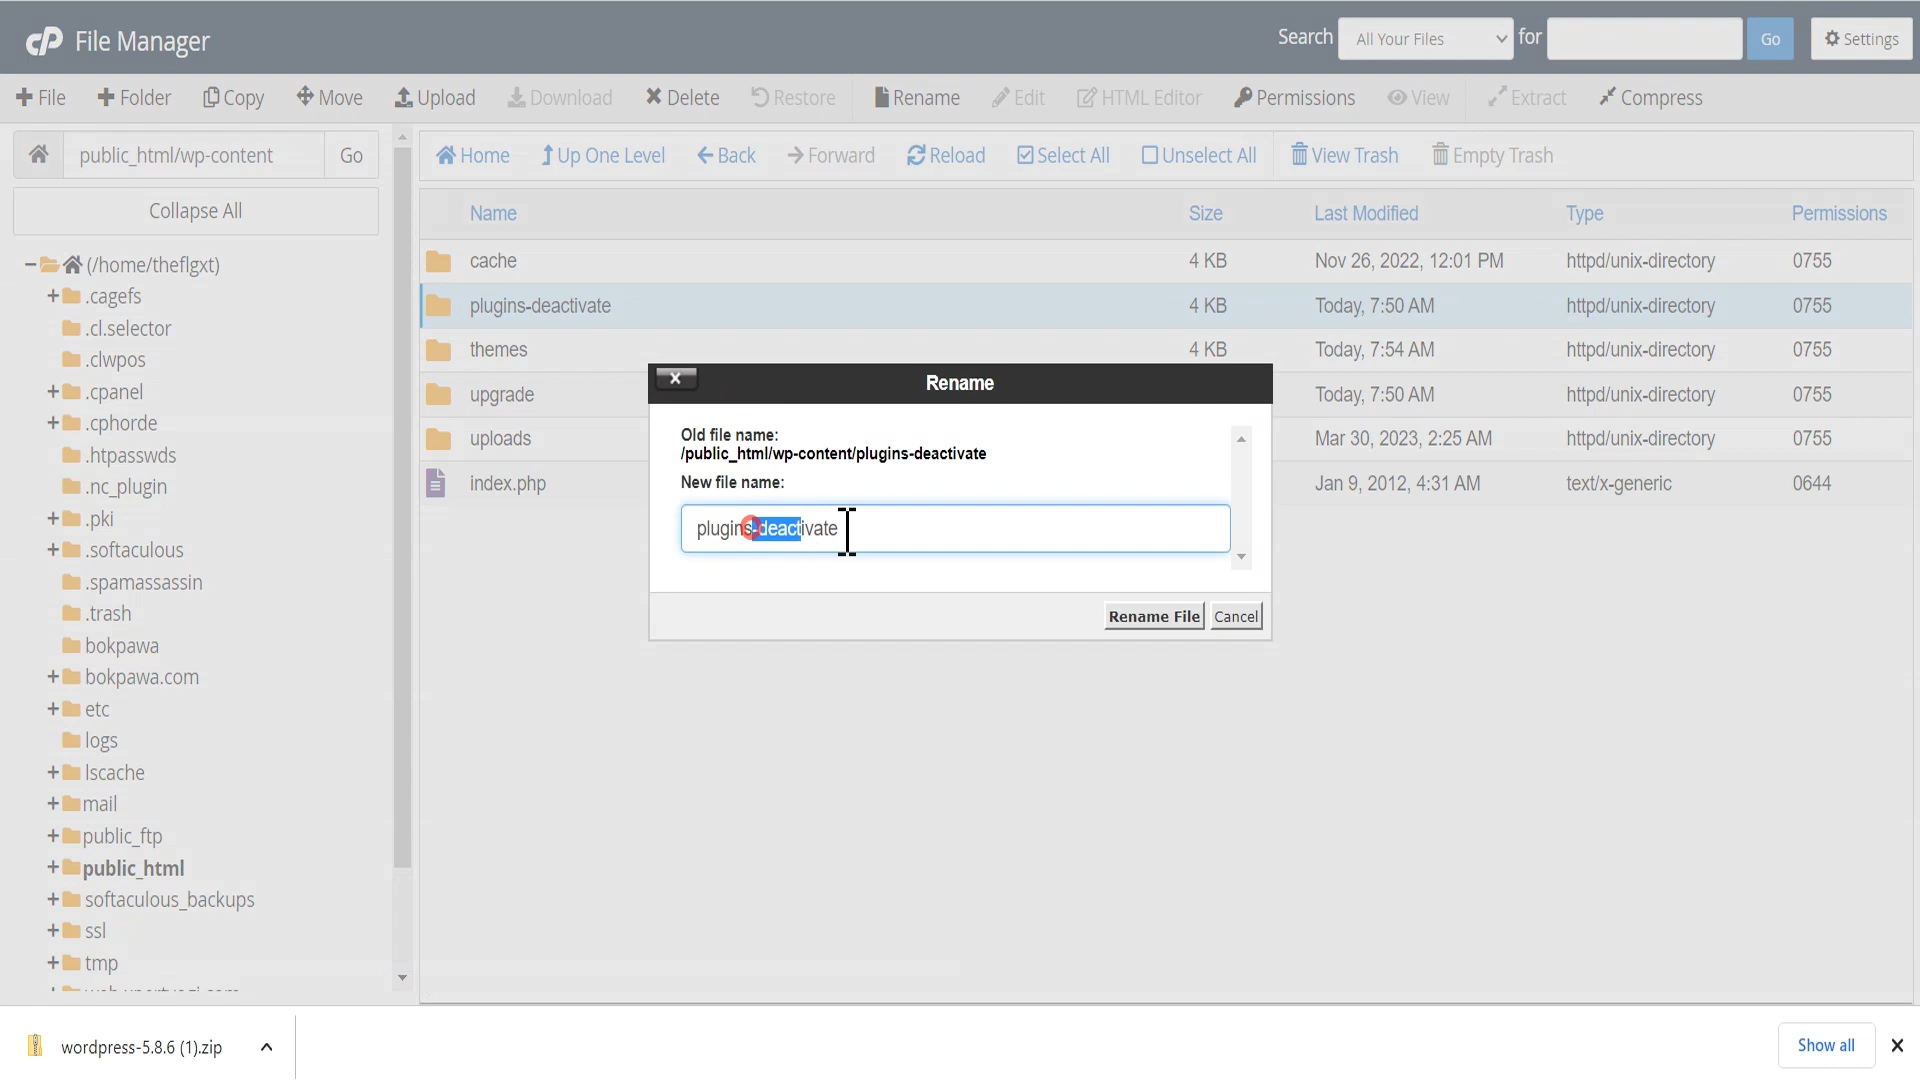 cP File Manager
Search All Your Files for Go Settings
File Folder Copy Move Upload Download Delete Restore Rename Edit HTML Editor Permissions View Extract Compress
public_html/wp-content Go
Home Up One Level Back Forward Reload Select All Unselect All View Trash Empty Trash
Collapse All
(/home/theflgxt)
.cagefs
.cl.selector
.clwpos
.cpanel
.cphorde
.htpasswds
.nc_plugin
.pki
.softaculous
.spamassassin
.trash
bokpawa
bokpawa.com
etc
logs
lscache
mail
public_ftp
public_html
softaculous_backups
ssl
tmp
Name Size Last Modified Type Permissions
cache 4 KB Nov 26, 2022, 12:01 PM httpd/unix-directory 0755
plugins-deactivate 4 KB Today, 7:50 AM httpd/unix-directory 0755
themes 4 KB Today, 7:54 AM httpd/unix-directory 0755
upgrade Today, 7:50 AM httpd/unix-directory 0755
uploads Mar 30, 2023, 2:25 AM httpd/unix-directory 0755
index.php Jan 9, 2012, 4:31 AM text/x-generic 0644
x Rename
Old file name:
/public_html/wp-content/plugins-deactivate
New file name:
plugins-deactivate
Rename File Cancel
wordpress-5.8.6 (1).zip
Show all